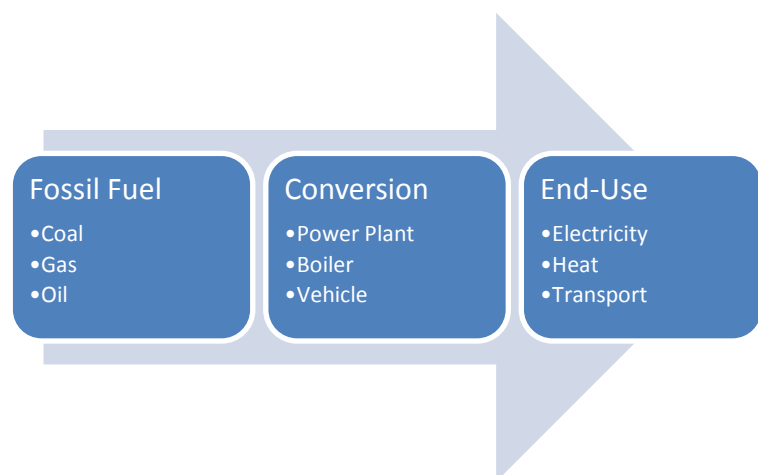 Fossil Fuel
•Coal
•Gas
•Oil
Conversion
•Power Plant
•Boiler
•Vehicle
End-Use
•Electricity
•Heat
•Transport